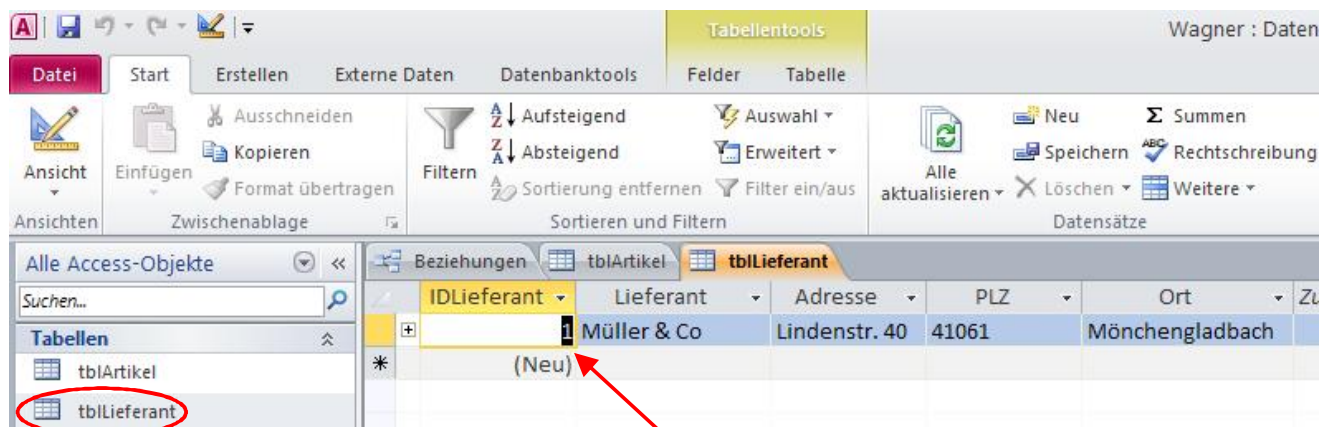 Tabellentools
Wagner : Daten
Datei Start Erstellen Externe Daten Datenbanktools Felder Tabelle
Ansicht
Einfügen
Ausschneiden
Kopieren
Format übertragen
Filtern
Aufsteigend
Absteigend
Sortierung entfernen
Auswahl
Erweitert
Filter ein/aus
Alle
aktualisieren
Neu
Speichern
Löschen
Summen
Rechtschreibung
Weitere
Ansichten Zwischenablage Sortieren und Filtern Datensätze
Alle Access-Objekte
Suchen...
Tabellen
tblArtikel
tblLieferant
Beziehungen tblArtikel tblLieferant
IDLieferant Lieferant Adresse PLZ Ort Zu
1 Müller & Co Lindenstr. 40 41061 Mönchengladbach
(Neu)